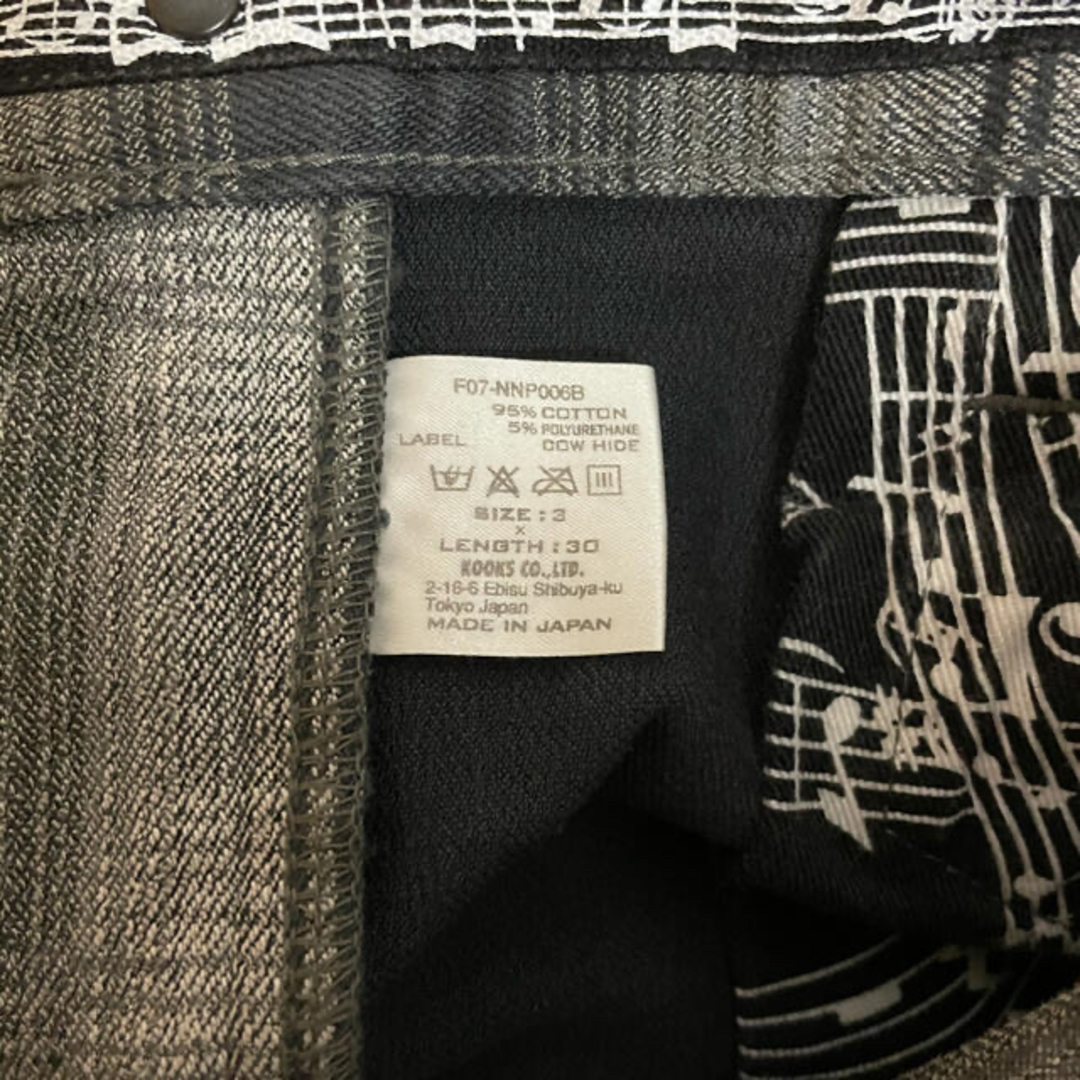 F07-NNP006B
95% COTTON
5% POLYURETHANE
LABEL COW HIDE
SIZE : 3
x
LENGTH : 30
KOOKS CO.,LTD.
2-16-6 Ebisu Shibuya-ku
Tokyo Japan
MADE IN JAPAN